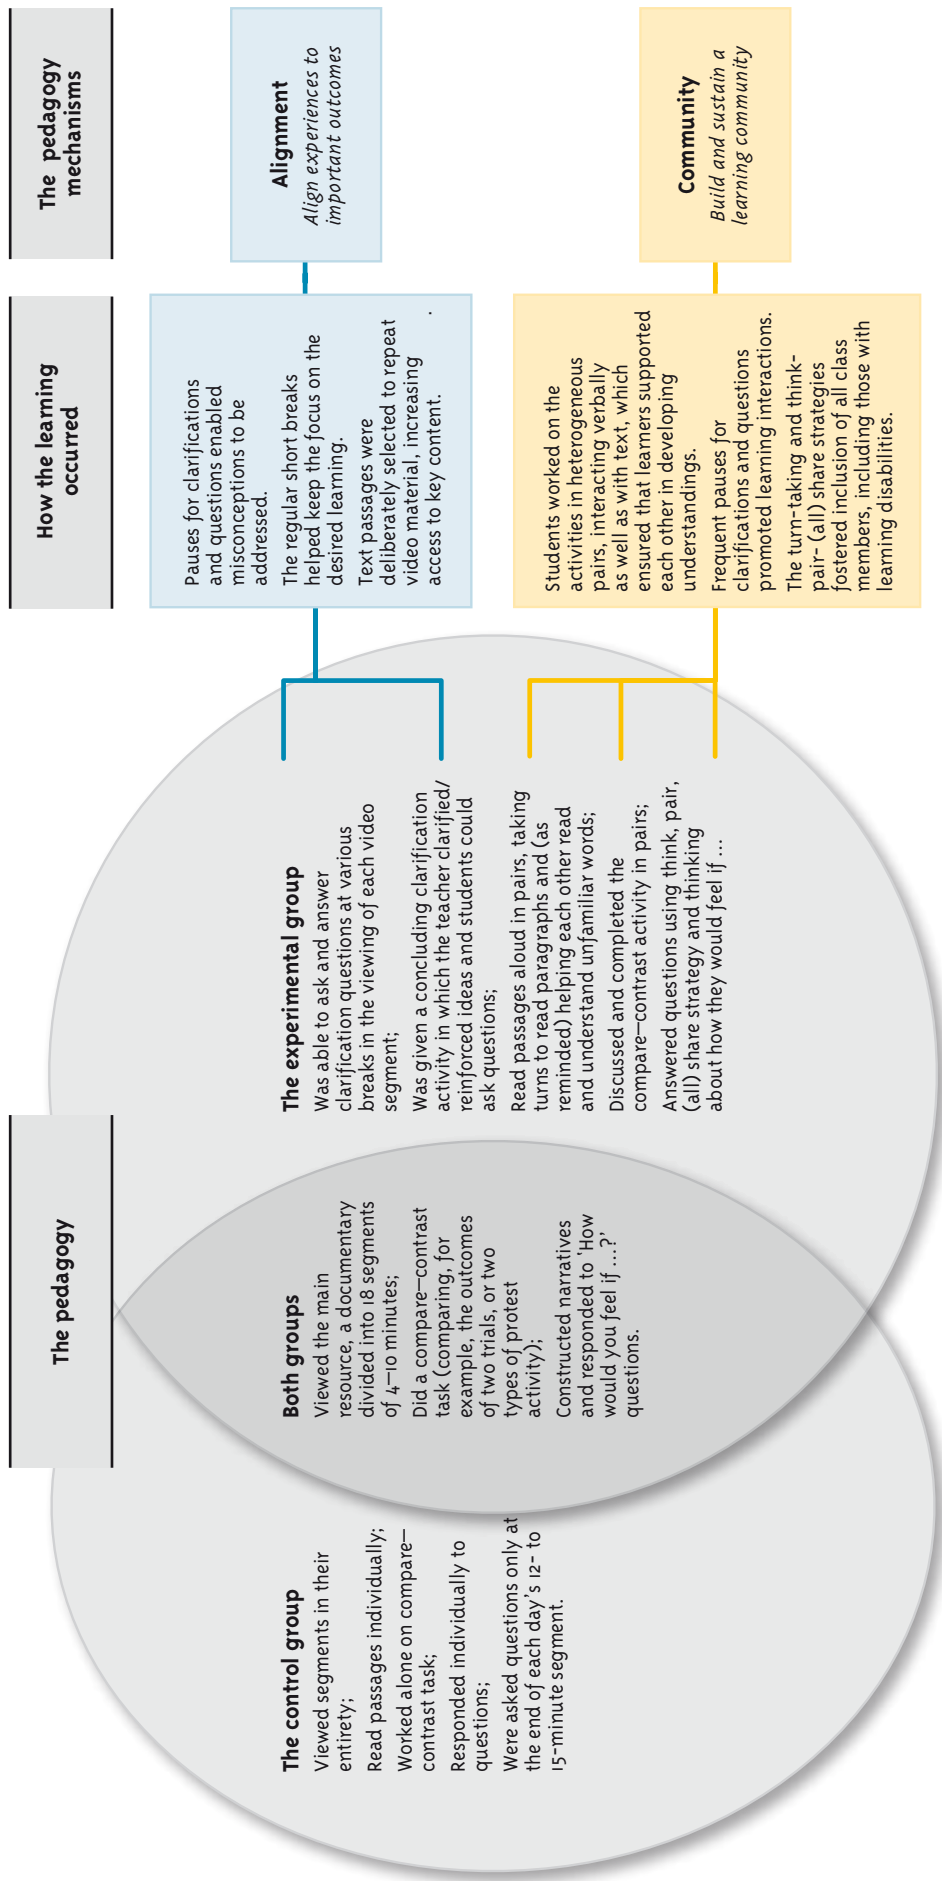 The pedagogy
How the learning
occurred
The pedagogy
mechanisms
The control group
Viewed segments in their
entirety;
Read passages individually;
Worked alone on compare–
contrast task;
Responded individually to
questions;
Were asked questions only at
the end of each day's 12- to
15-minute segment.
Both groups
Viewed the main
resource, a documentary
divided into 18 segments
of 4–10 minutes;
Did a compare–contrast
task (comparing, for
example, the outcomes
of two trials, or two
types of protest
activity);
Constructed narratives
and responded to 'How
would you feel if ...?'
questions.
The experimental group
Was able to ask and answer
clarification questions at various
breaks in the viewing of each video
segment;
Was given a concluding clarification
activity in which the teacher clarified/
reinforced ideas and students could
ask questions;
Read passages aloud in pairs, taking
turns to read paragraphs and (as
reminded) helping each other read
and understand unfamiliar words;
Discussed and completed the
compare–contrast activity in pairs;
Answered questions using think, pair,
(all) share strategy and thinking
about how they would feel if ...
Pauses for clarifications
and questions enabled
misconceptions to be
addressed.
The regular short breaks
helped keep the focus on the
desired learning.
Text passages were
deliberately selected to repeat
video material, increasing
access to key content.
.
Students worked on the
activities in heterogeneous
pairs, interacting verbally
as well as with text, which
ensured that learners supported
each other in developing
understandings.
Frequent pauses for
clarifications and questions
promoted learning interactions.
The turn-taking and think-
pair- (all) share strategies
fostered inclusion of all class
members, including those with
learning disabilities.
Alignment
Align experiences to
important outcomes
Community
Build and sustain a
learning community